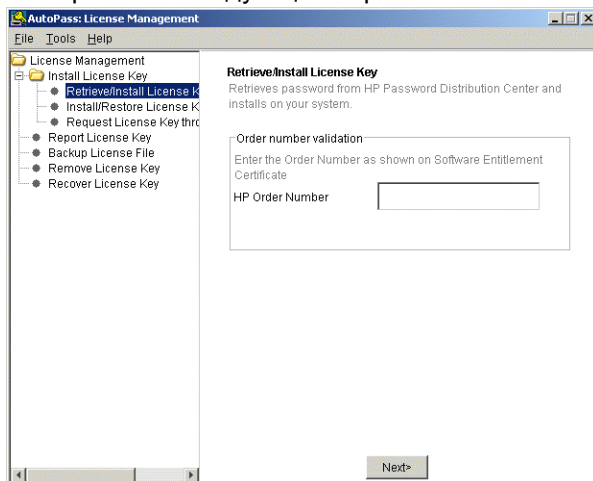 AutoPass: License Management
File Tools Help
License Management
Install License Key
Retrieve/Install License K
Install/Restore License K
Request License Key thro
Report License Key
Backup License File
Remove License Key
Recover License Key
Retrieve/Install License Key
Retrieves password from HP Password Distribution Center and
installs on your system.
Order number validation
Enter the Order Number as shown on Software Entitlement
Certificate
HP Order Number
Next>